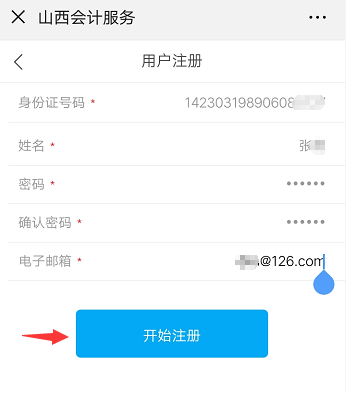 山西会计服务
用户注册
身份证号码 * 14230319890608
姓名 * 张
密码 * ••••••
确认密码 * ••••••
电子邮箱 * @126.com
开始注册